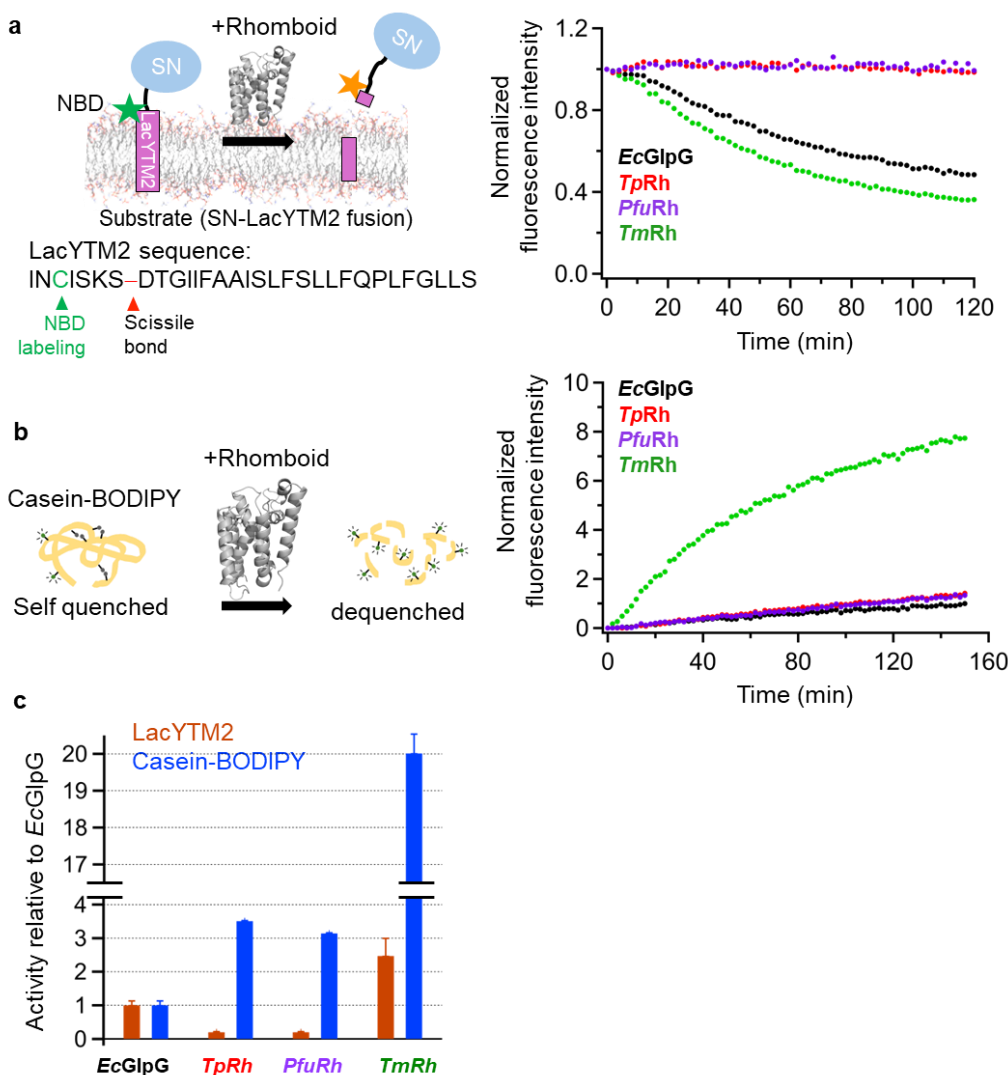 a
+Rhomboid
SN
SN
NBD
LacYTM2
Substrate (SN-LacYTM2 fusion)
LacYTM2 sequence:
INCISKS–DTGIIFAAISLFSLLFQPLFGLLS
NBD
labeling
Scissile
bond
Normalized
fluorescence intensity
1.2
0.8
0.4
0.0
EcGlpG
TpRh
PfuRh
TmRh
0 20 40 60 80 100 120
Time (min)
b
+Rhomboid
Casein-BODIPY
Self quenched
dequenched
Normalized
fluorescence intensity
10
8
6
4
2
0
EcGlpG
TpRh
PfuRh
TmRh
0 40 80 120 160
Time (min)
c
LacYTM2
Casein-BODIPY
Activity relative to EcGlpG
20
19
18
17
4
3
2
1
0
EcGlpG TpRh PfuRh TmRh